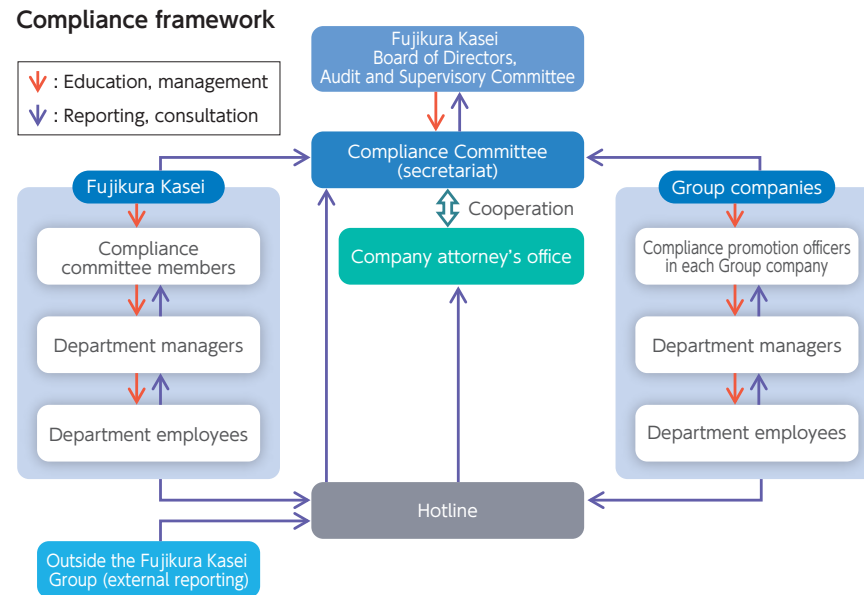 Compliance framework
: Education, management
: Reporting, consultation
Fujikura Kasei
Board of Directors,
Audit and Supervisory Committee
Compliance Committee
(secretariat)
Cooperation
Company attorney's office
Fujikura Kasei
Compliance
committee members
Department managers
Department employees
Group companies
Compliance promotion officers
in each Group company
Department managers
Department employees
Hotline
Outside the Fujikura Kasei
Group (external reporting)